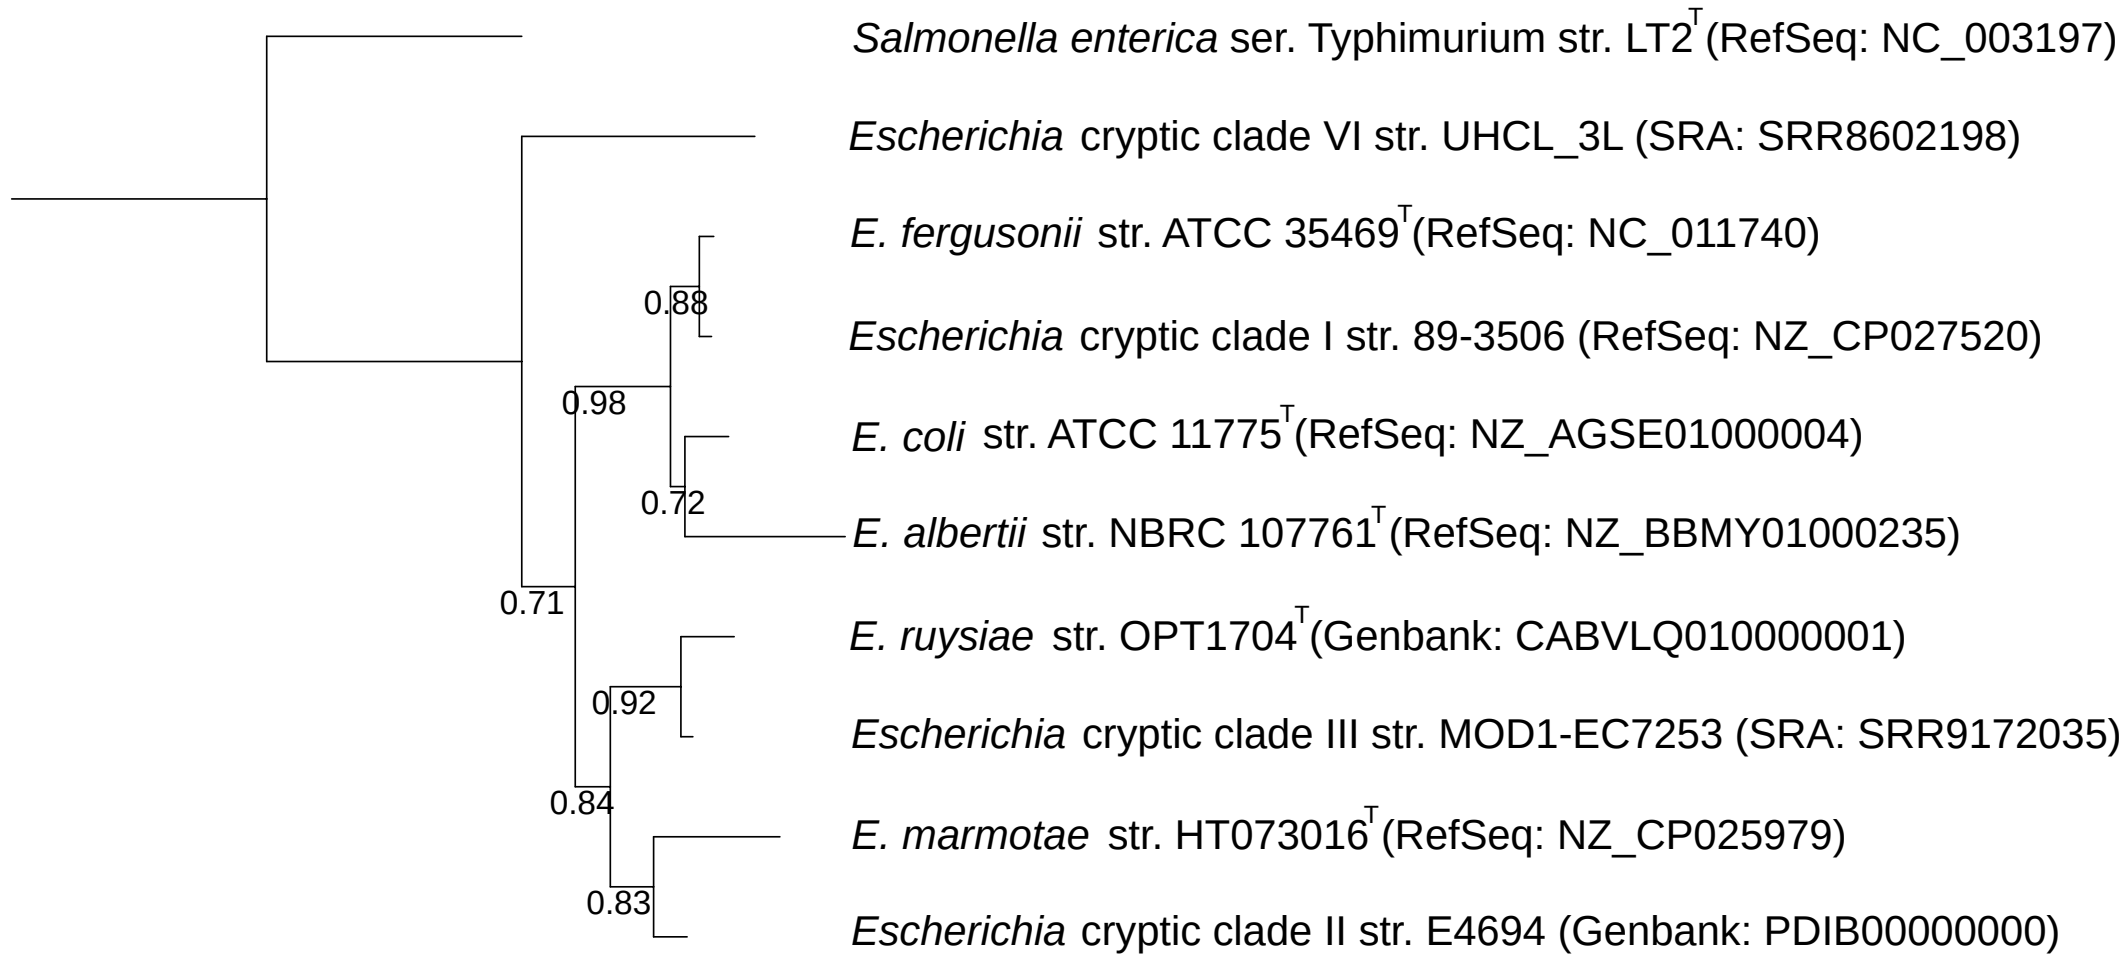 Salmonella enterica ser. Typhimurium str. LT2T (RefSeq: NC_003197)
Escherichia cryptic clade VI str. UHCL_3L (SRA: SRR8602198)
E. fergusonii str. ATCC 35469T (RefSeq: NC_011740)
0.88
Escherichia cryptic clade I str. 89-3506 (RefSeq: NZ_CP027520)
0.98
E. coli str. ATCC 11775T (RefSeq: NZ_AGSE01000004)
0.72
E. albertii str. NBRC 107761T (RefSeq: NZ_BBMY01000235)
0.71
E. ruysiae str. OPT1704T (Genbank: CABVLQ010000001)
0.92
Escherichia cryptic clade III str. MOD1-EC7253 (SRA: SRR9172035)
0.84
E. marmotae str. HT073016T (RefSeq: NZ_CP025979)
0.83
Escherichia cryptic clade II str. E4694 (Genbank: PDIB00000000)